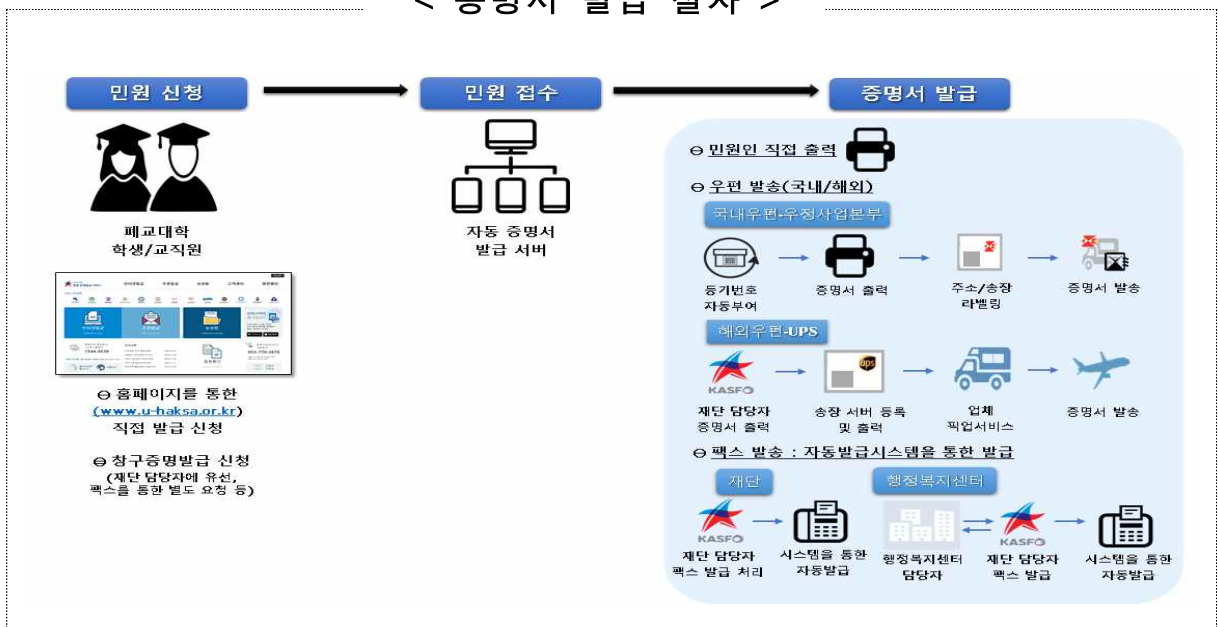 < 증명서 발급 절차 >
민원 신청
민원 접수
증명서 발급
폐교대학
학생/교직원
⊖ 홈페이지를 통한
(www.u-haksa.or.kr)
직접 발급 신청
⊖ 창구증명발급 신청
(재단 담당자에 유선,
팩스를 통한 별도 요청 등)
자동 증명서
발급 서버
⊖ 민원인 직접 출력
⊖ 우편 발송(국내/해외)
국내우편-우정사업본부
등기번호
자동부여
증명서 출력
주소/송장
라벨링
증명서 발송
해외우편-UPS
KASFO
ups
재단 담당자
증명서 출력
송장 서버 등록
및 출력
업체
픽업서비스
증명서 발송
⊖ 팩스 발송 : 자동발급시스템을 통한 발급
재단
행정복지센터
KASFO
KASFO
재단 담당자
팩스 발급 처리
시스템을 통한
자동발급
행정복지센터
담당자
재단 담당자
팩스 발급
시스템을 통한
자동발급